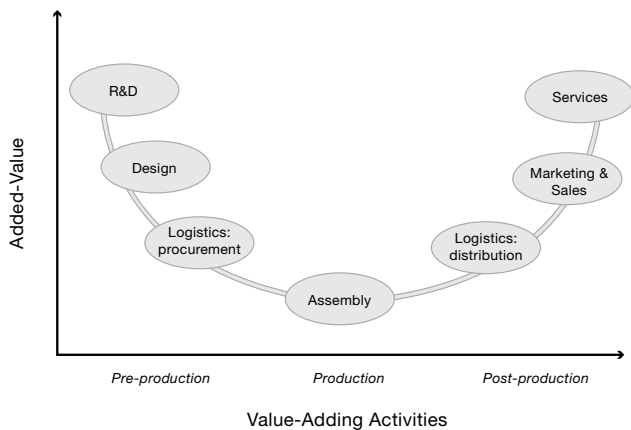 R&D
Services
Design
Marketing &
Sales
Logistics:
procurement
Logistics:
distribution
Assembly
Added-Value
Pre-production
Production
Post-production
Value-Adding Activities